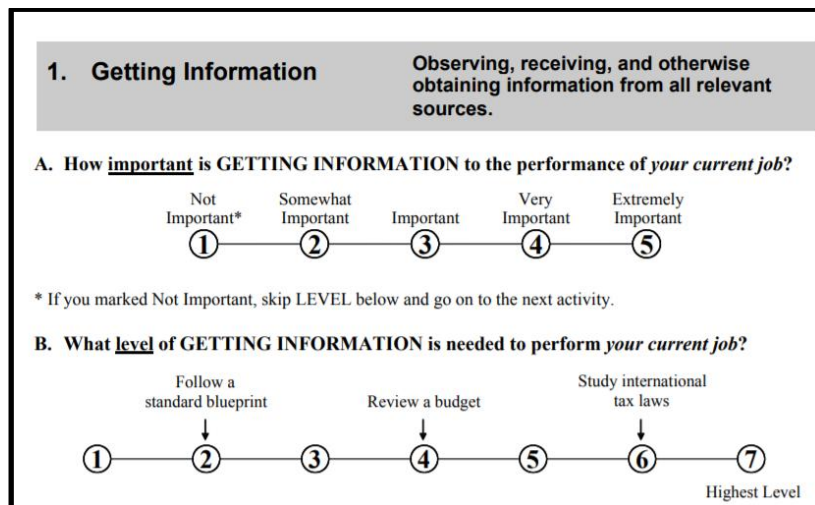 1. Getting Information
Observing, receiving, and otherwise
obtaining information from all relevant
sources.
A. How important is GETTING INFORMATION to the performance of your current job?
Not Important*
Somewhat Important
Important
Very Important
Extremely Important
1 2 3 4 5
* If you marked Not Important, skip LEVEL below and go on to the next activity.
B. What level of GETTING INFORMATION is needed to perform your current job?
Follow a
standard blueprint
Review a budget
Study international
tax laws
1 2 3 4 5 6 7
Highest Level